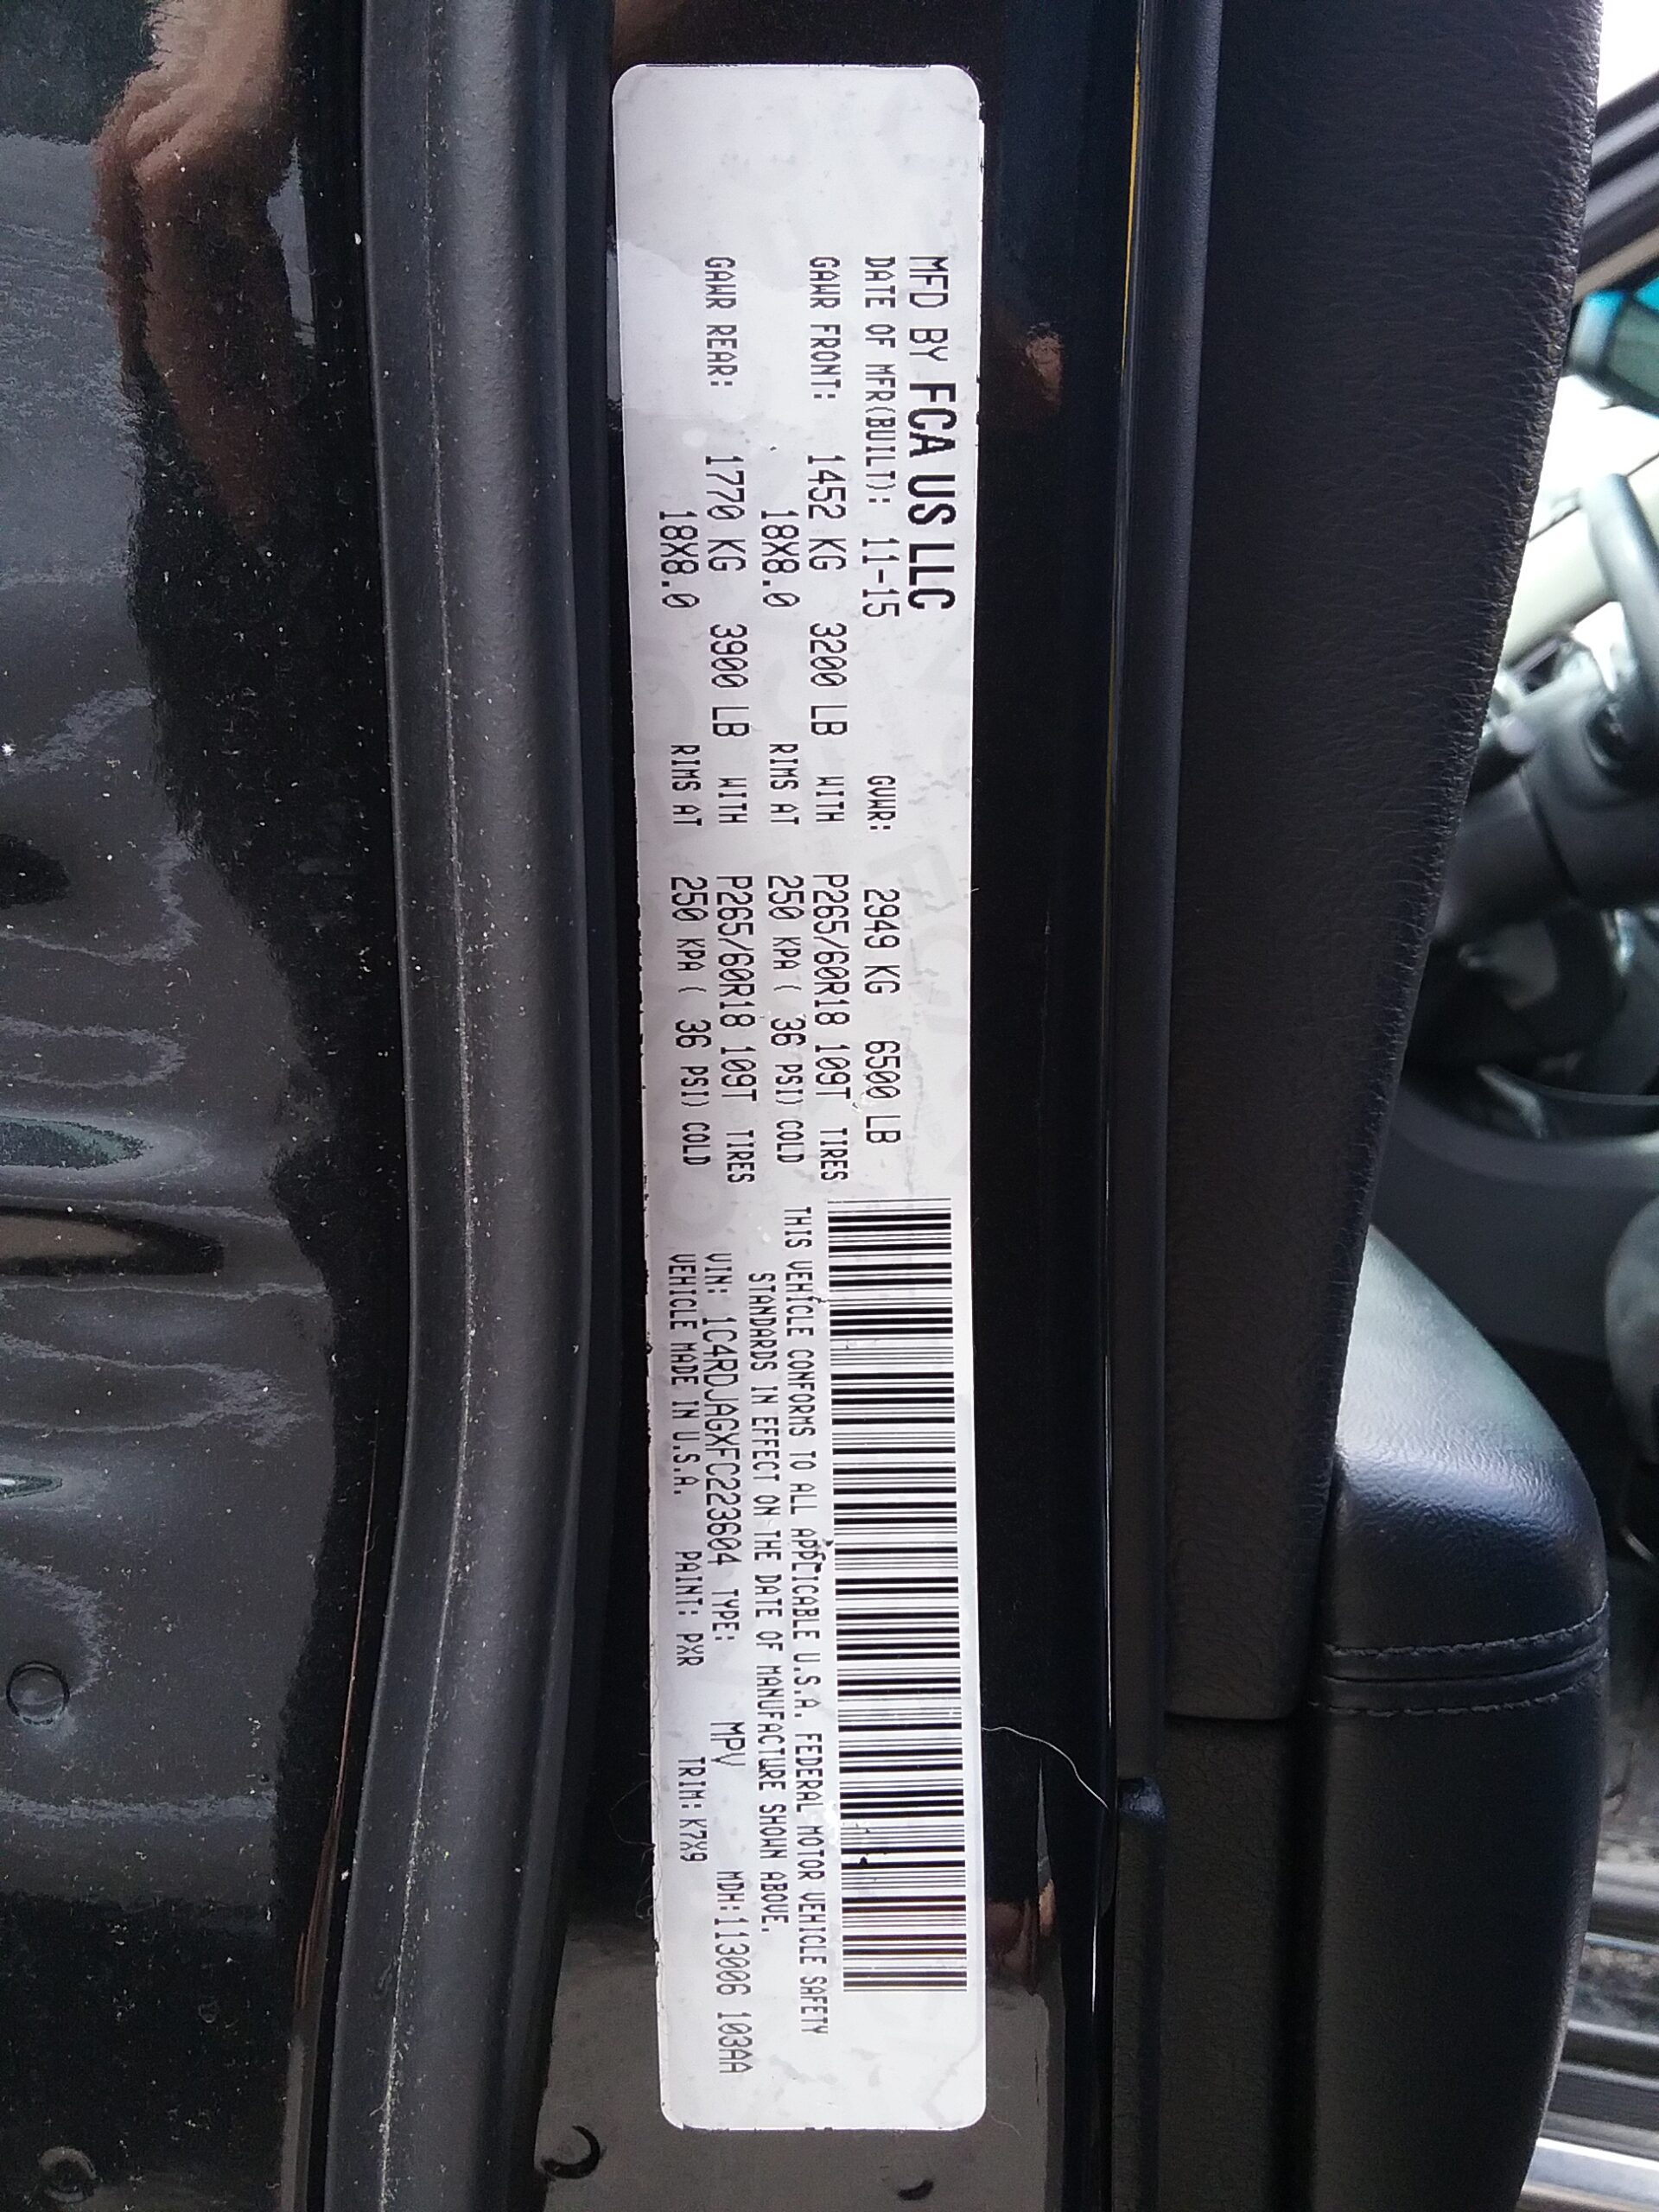 MFD BY FCA US LLC
DATE OF MFR(BUILT): 11-15 GVWR: 2949 KG 6500 LB
GAWR FRONT: 1452 KG 3200 LB WITH P265/60R18 109T TIRES
18X8.0 RIMS AT 250 KPA ( 36 PSI) COLD
GAWR REAR: 1770 KG 3900 LB WITH P265/60R18 109T TIRES
18X8.0 RIMS AT 250 KPA ( 36 PSI) COLD
THIS VEHICLE CONFORMS TO ALL APPLICABLE U.S.A. FEDERAL MOTOR VEHICLE SAFETY
STANDARDS IN EFFECT ON THE DATE OF MANUFACTURE SHOWN ABOVE.
VIN: 1C4RDJAGXFC223604 TYPE: MPV MDH:113006 103AA
VEHICLE MADE IN U.S.A. PAINT: PXR TRIM: K7X9